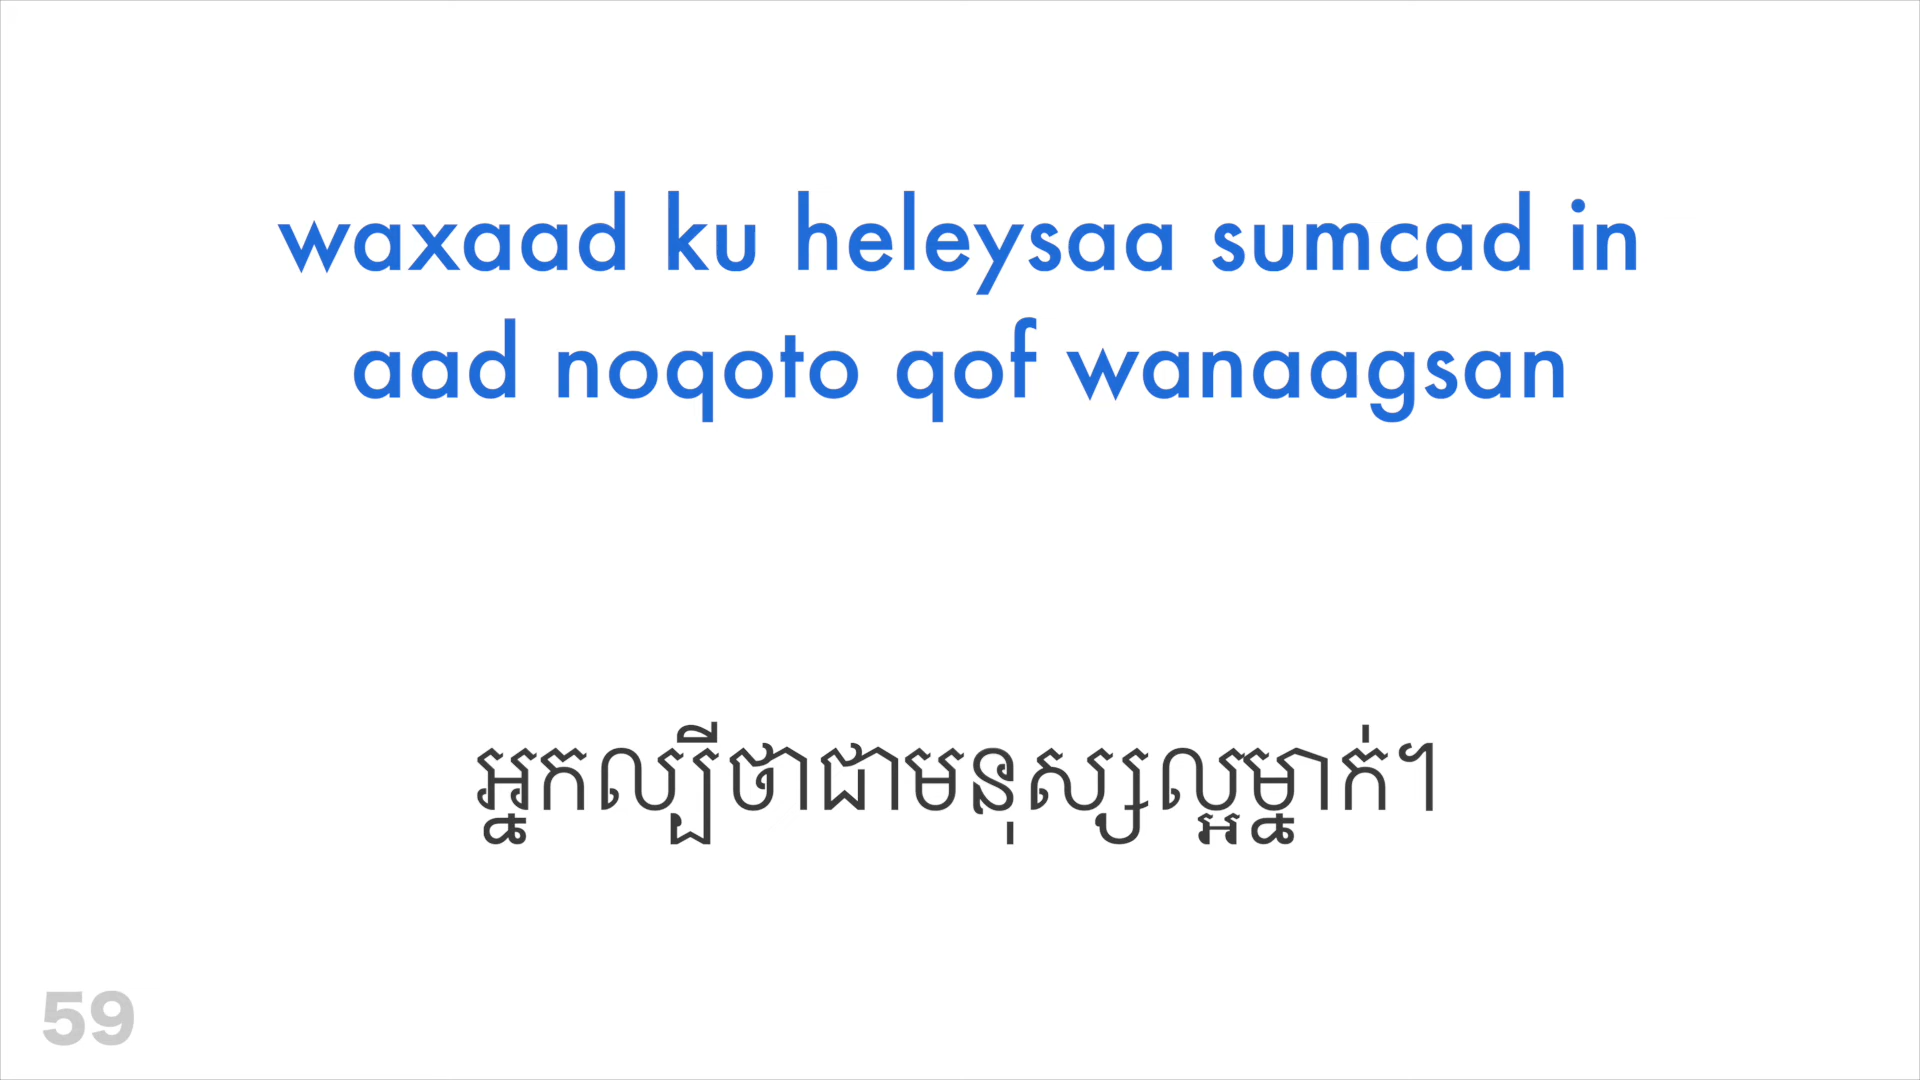 waxaad ku heleysaa sumcad in
aad noqoto qof wanaagsan
អ្នកល្បីថាជាមនុស្សល្អម្នាក់។
59